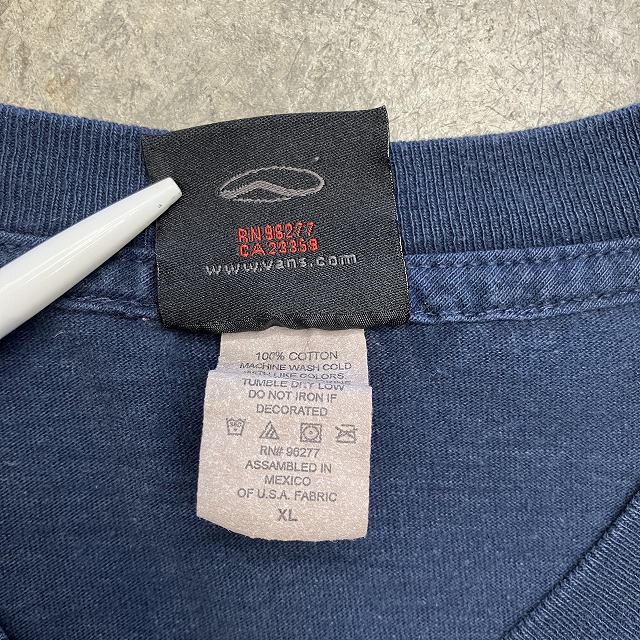 RN96277
CA23359
www.vans.com
100% COTTON
MACHINE WASH COLD
WITH LIKE COLORS.
TUMBLE DRY LOW
DO NOT IRON IF
DECORATED
RN# 96277
ASSEMBLED IN
MEXICO
OF U.S.A. FABRIC
XL